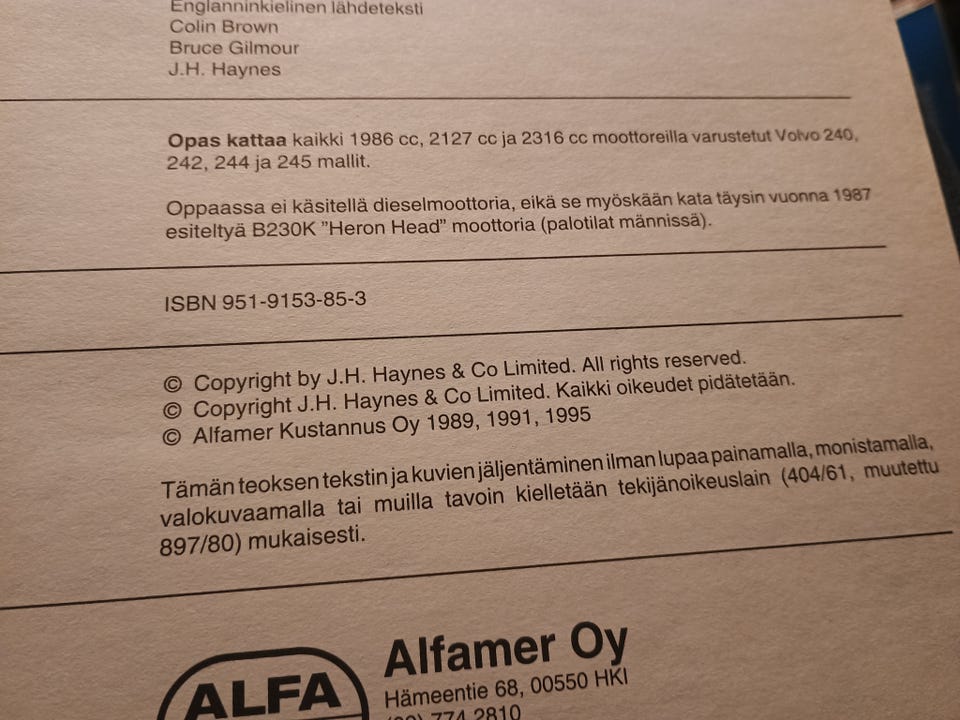 Englanninkielinen lähdeteksti
Colin Brown
Bruce Gilmour
J.H. Haynes
Opas kattaa kaikki 1986 cc, 2127 cc ja 2316 cc moottoreilla varustetut Volvo 240,
242, 244 ja 245 mallit.
Oppaassa ei käsitellä dieselmoottoria, eikä se myöskään kata täysin vuonna 1987
esiteltyä B230K "Heron Head" moottoria (palotilat männissä).
ISBN 951-9153-85-3
© Copyright by J.H. Haynes & Co Limited. All rights reserved.
© Copyright J.H. Haynes & Co Limited. Kaikki oikeudet pidätetään.
© Alfamer Kustannus Oy 1989, 1991, 1995
Tämän teoksen tekstin ja kuvien jäljentäminen ilman lupaa painamalla, monistamalla,
valokuvaamalla tai muilla tavoin kielletään tekijänoikeuslain (404/61, muutettu
897/80) mukaisesti.
ALFA
Alfamer Oy
Hämeentie 68, 00550 HKI
774 2810